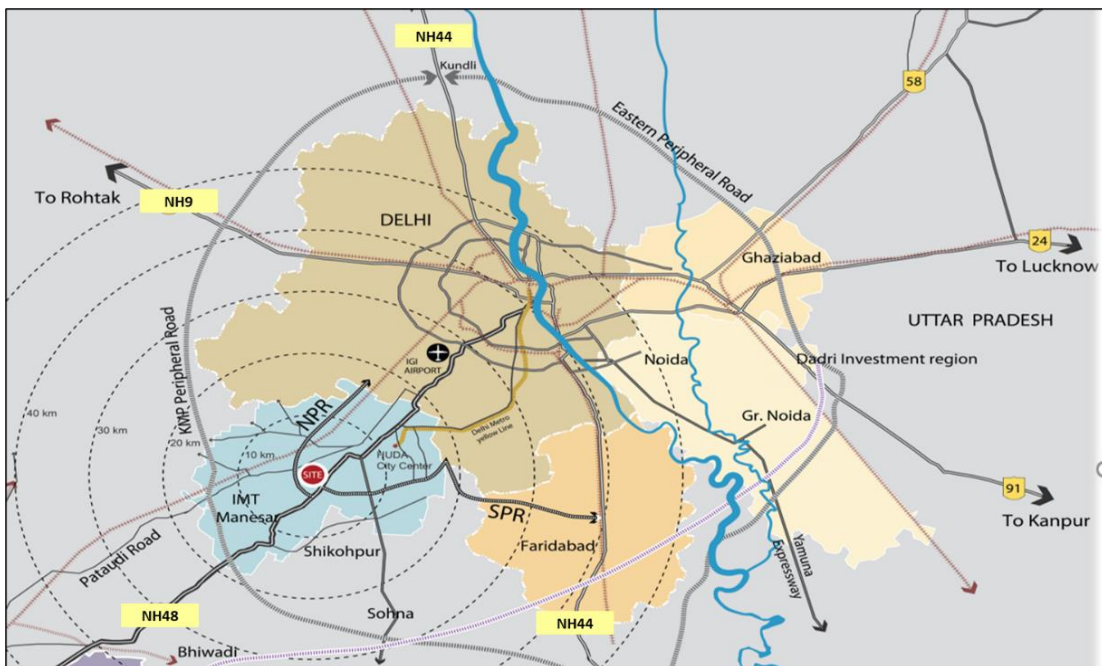 NH44
Kundli
58
Eastern Peripheral Road
To Rohtak
NH9
DELHI
Ghaziabad
24
To Lucknow
UTTAR PRADESH
KMP Peripheral Road
IGI
AIRPORT
Noida
Dadri Investment region
40 km
30 km
20 km
10 km
NPR
Delhi Metro
yellow Line
HUDA
City Center
Gr. Noida
SITE
IMT
Manesar
SPR
91
To Kanpur
Faridabad
Shikohpur
Pataudi Road
Yamuna
Expressway
Sohna
NH48
NH44
Bhiwadi